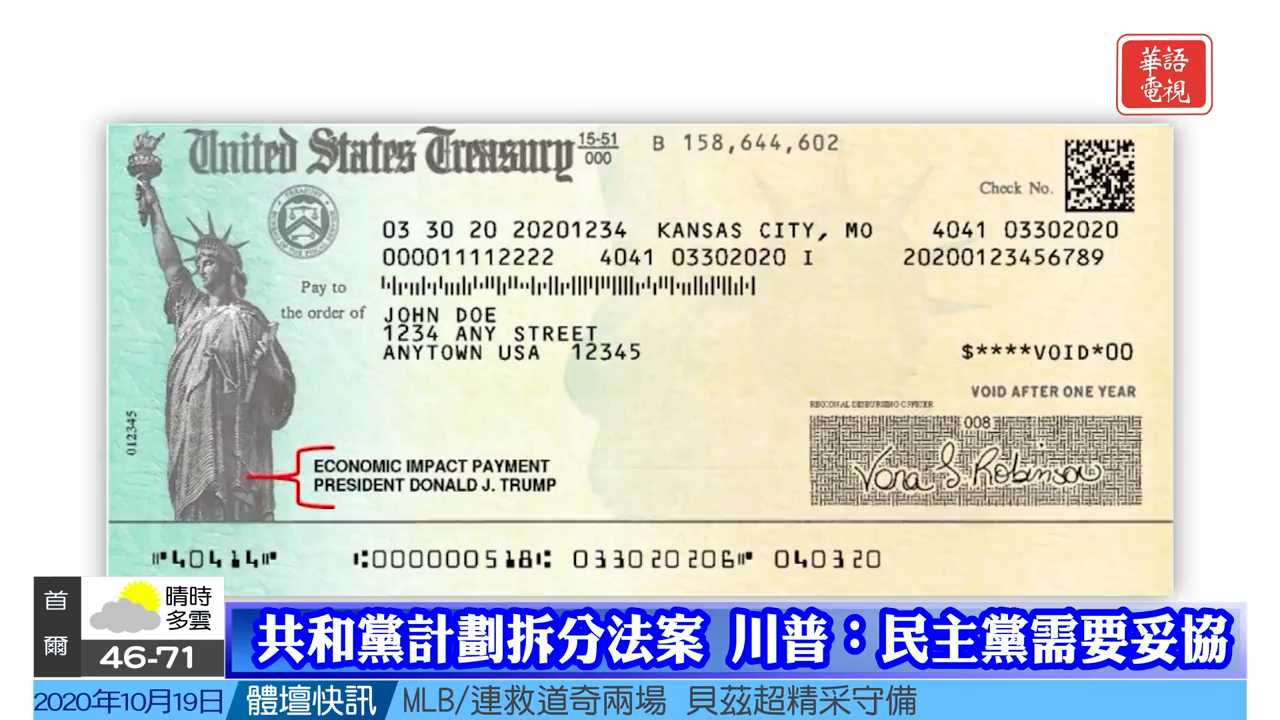 華語
電視
United States Treasury 15-51
000
B 158,644,602
Check No.
03 30 20 20201234 KANSAS CITY, MO 4041 03302020
000011112222 4041 03302020 I 20200123456789
Pay to
the order of
JOHN DOE
1234 ANY STREET
ANYTOWN USA 12345
$****VOID*00
VOID AFTER ONE YEAR
REGIONAL DISBURSING OFFICER
008
Vona S. Robinson
012345
ECONOMIC IMPACT PAYMENT
PRESIDENT DONALD J. TRUMP
⑈40414⑈ ⑆000000518⑆ 033020206⑈ 040320
首爾
晴時
多雲
46-71
共和黨計劃拆分法案 川普：民主黨需要妥協
2020年10月19日 體壇快訊 MLB/連救道奇兩場 貝茲超精采守備